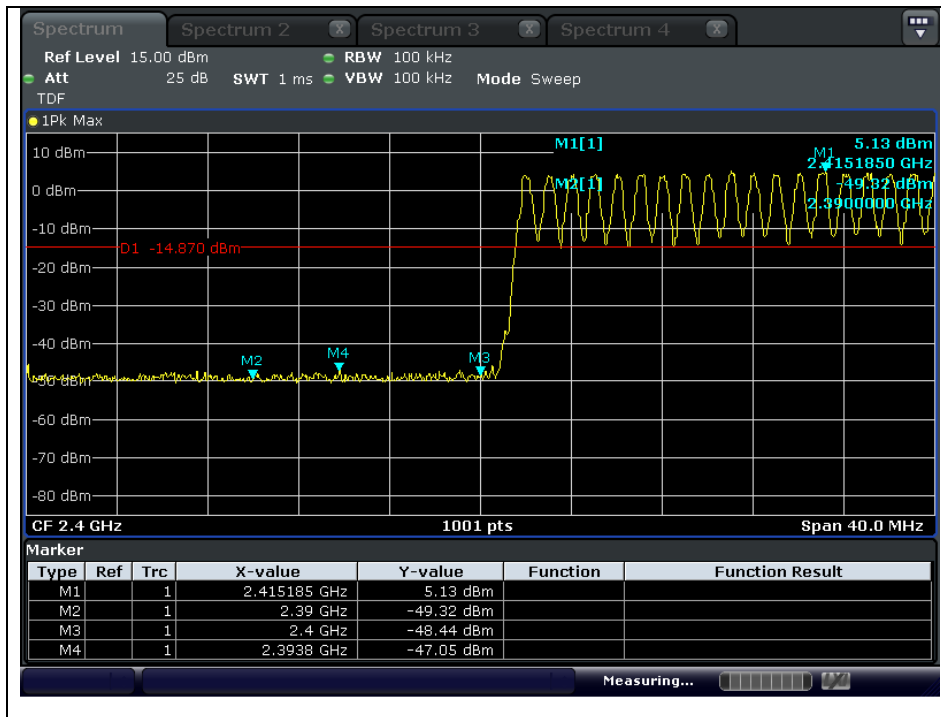 Spectrum Spectrum 2 X Spectrum 3 X Spectrum 4 X
Ref Level 15.00 dBm RBW 100 kHz
Att 25 dB SWT 1 ms VBW 100 kHz Mode Sweep
TDF
1Pk Max
M1[1] 5.13 dBm
2.4151850 GHz
M2[1] -49.32 dBm
2.3900000 GHz
M1
10 dBm
0 dBm
-10 dBm
D1 -14.870 dBm
-20 dBm
-30 dBm
-40 dBm
M2 M4 M3
-50 dBm
-60 dBm
-70 dBm
-80 dBm
CF 2.4 GHz 1001 pts Span 40.0 MHz
Marker
Type Ref Trc X-value Y-value Function Function Result
M1 1 2.415185 GHz 5.13 dBm
M2 1 2.39 GHz -49.32 dBm
M3 1 2.4 GHz -48.44 dBm
M4 1 2.3938 GHz -47.05 dBm
Measuring...